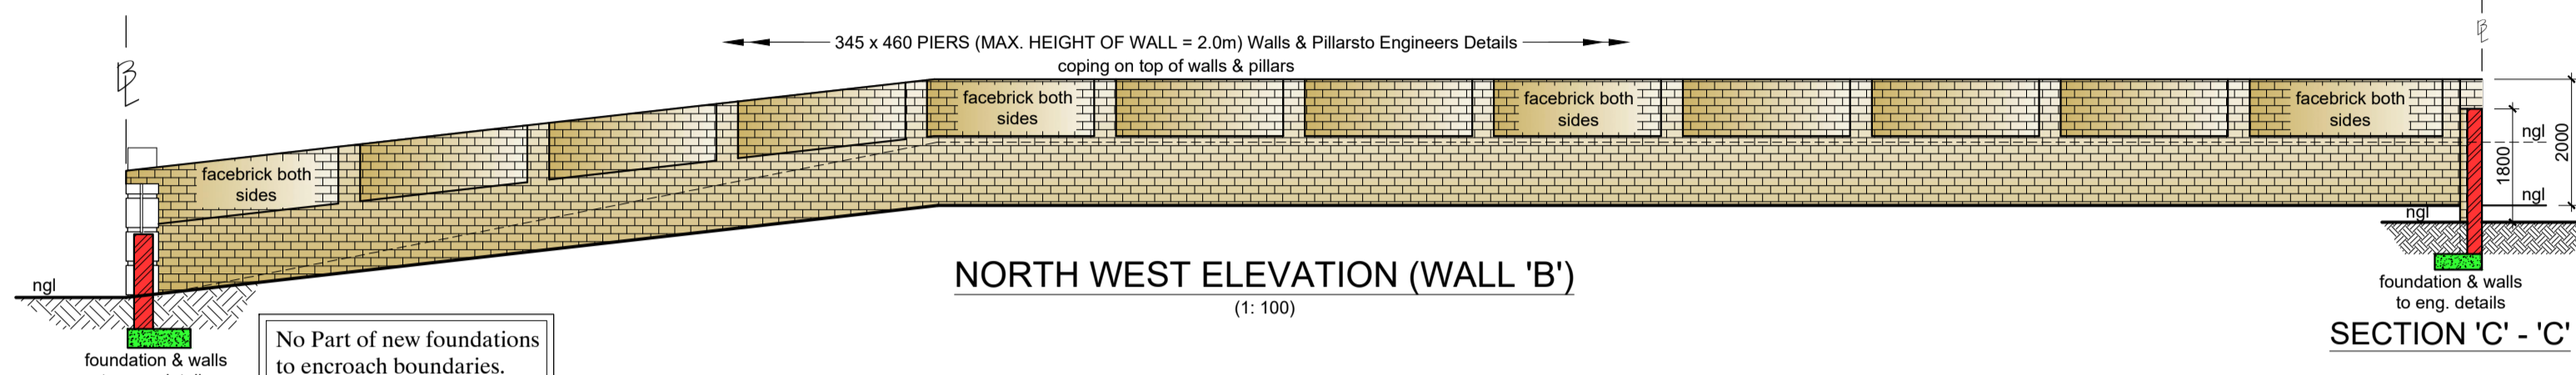 345 x 460 PIERS (MAX. HEIGHT OF WALL = 2.0m) Walls & Pillarsto Engineers Details
coping on top of walls & pillars
facebrick both
sides
facebrick both
sides
facebrick both
sides
facebrick both
sides
ngl
ngl
ngl
ngl
1800
2000
NORTH WEST ELEVATION (WALL 'B')
(1: 100)
No Part of new foundations
to encroach boundaries.
foundation & walls
foundation & walls
to eng. details
SECTION 'C' - 'C'